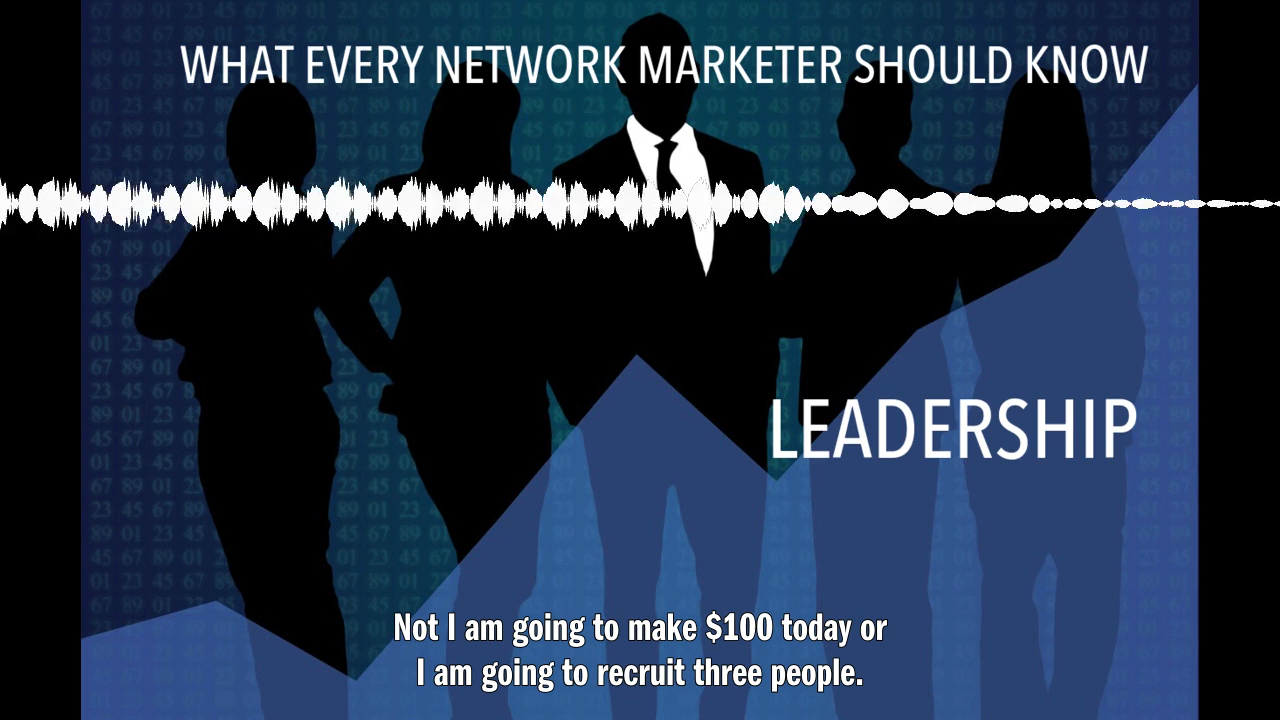 WHAT EVERY NETWORK MARKETER SHOULD KNOW
LEADERSHIP
Not I am going to make $100 today or
I am going to recruit three people.